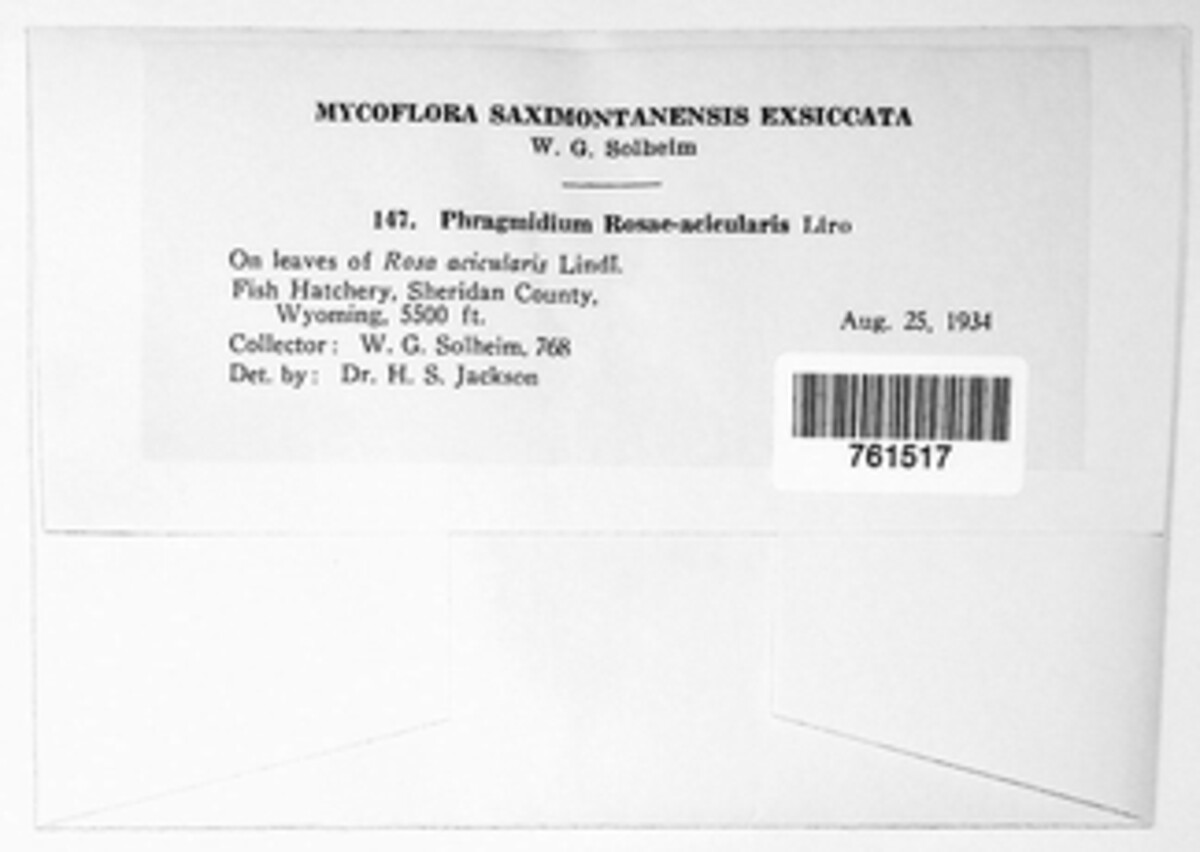 MYCOFLORA SAXIMONTANENSIS EXSICCATA
W. G. Solheim
147. Phragmidium Rosae-acicularis Liro
On leaves of Rosa acicularis Lindl.
Fish Hatchery, Sheridan County,
Wyoming, 5500 ft.
Aug. 25, 1934
Collector: W. G. Solheim, 768
Det. by: Dr. H. S. Jackson
761517